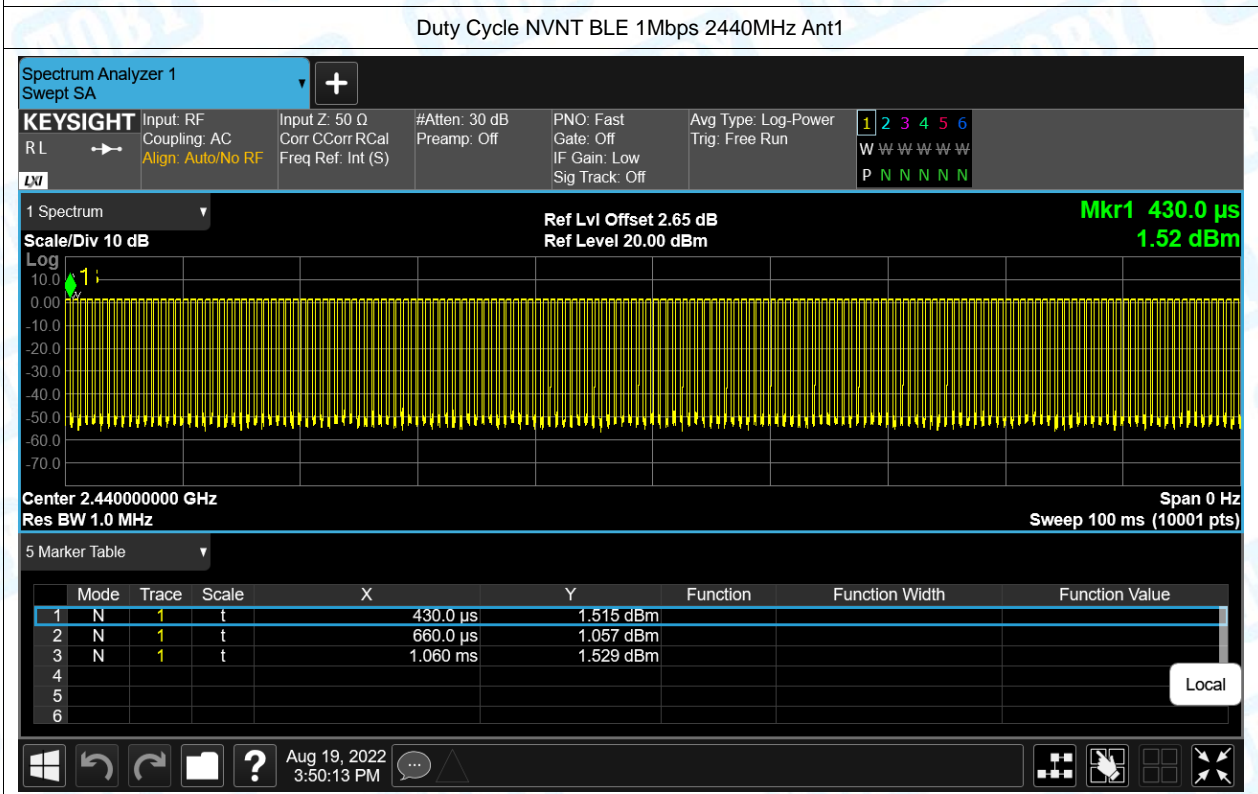 Duty Cycle NVNT BLE 1Mbps 2440MHz Ant1
Spectrum Analyzer 1
Swept SA
+
KEYSIGHT
RL
LXI
Input: RF
Coupling: AC
Align: Auto/No RF
Input Z: 50 Ω
Corr CCorr RCal
Freq Ref: Int (S)
#Atten: 30 dB
Preamp: Off
PNO: Fast
Gate: Off
IF Gain: Low
Sig Track: Off
Avg Type: Log-Power
Trig: Free Run
1 2 3 4 5 6
W W W W W W
P N N N N N
1 Spectrum
Scale/Div 10 dB
Ref Lvl Offset 2.65 dB
Ref Level 20.00 dBm
Mkr1 430.0 µs
1.52 dBm
Log
10.0
0.00
-10.0
-20.0
-30.0
-40.0
-50.0
-60.0
-70.0
1
Center 2.440000000 GHz
Res BW 1.0 MHz
Span 0 Hz
Sweep 100 ms (10001 pts)
5 Marker Table
Mode Trace Scale X Y Function Function Width Function Value
1 N 1 t 430.0 µs 1.515 dBm
2 N 1 t 660.0 µs 1.057 dBm
3 N 1 t 1.060 ms 1.529 dBm
4
5
6
Local
?
Aug 19, 2022
3:50:13 PM